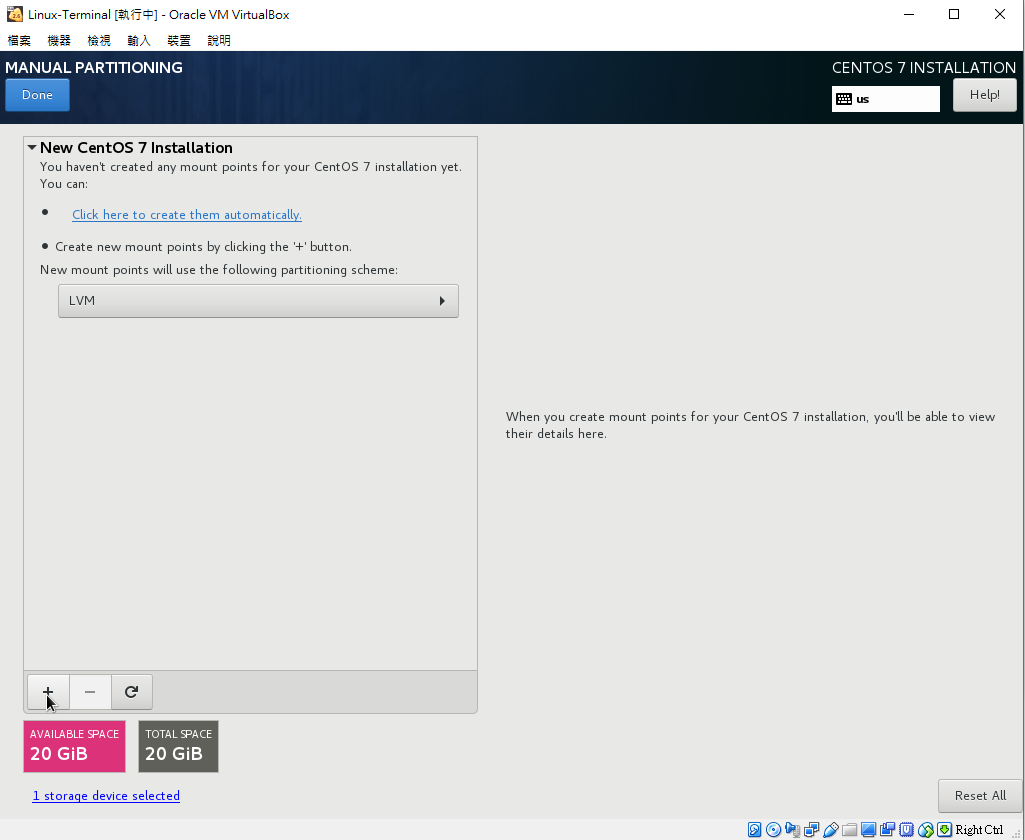 Linux-Terminal [執行中] - Oracle VM VirtualBox
檔案 機器 檢視 輸入 裝置 說明
MANUAL PARTITIONING
CENTOS 7 INSTALLATION
Done
us
Help!
New CentOS 7 Installation
You haven't created any mount points for your CentOS 7 installation yet.
You can:
• Click here to create them automatically.
• Create new mount points by clicking the '+' button.
New mount points will use the following partitioning scheme:
LVM
When you create mount points for your CentOS 7 installation, you'll be able to view
their details here.
+ −
AVAILABLE SPACE
20 GiB
TOTAL SPACE
20 GiB
1 storage device selected
Reset All
Right Ctrl